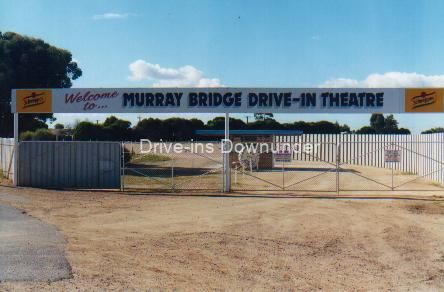 Welcome to... MURRAY BRIDGE DRIVE-IN THEATRE
Drive-ins Downunder